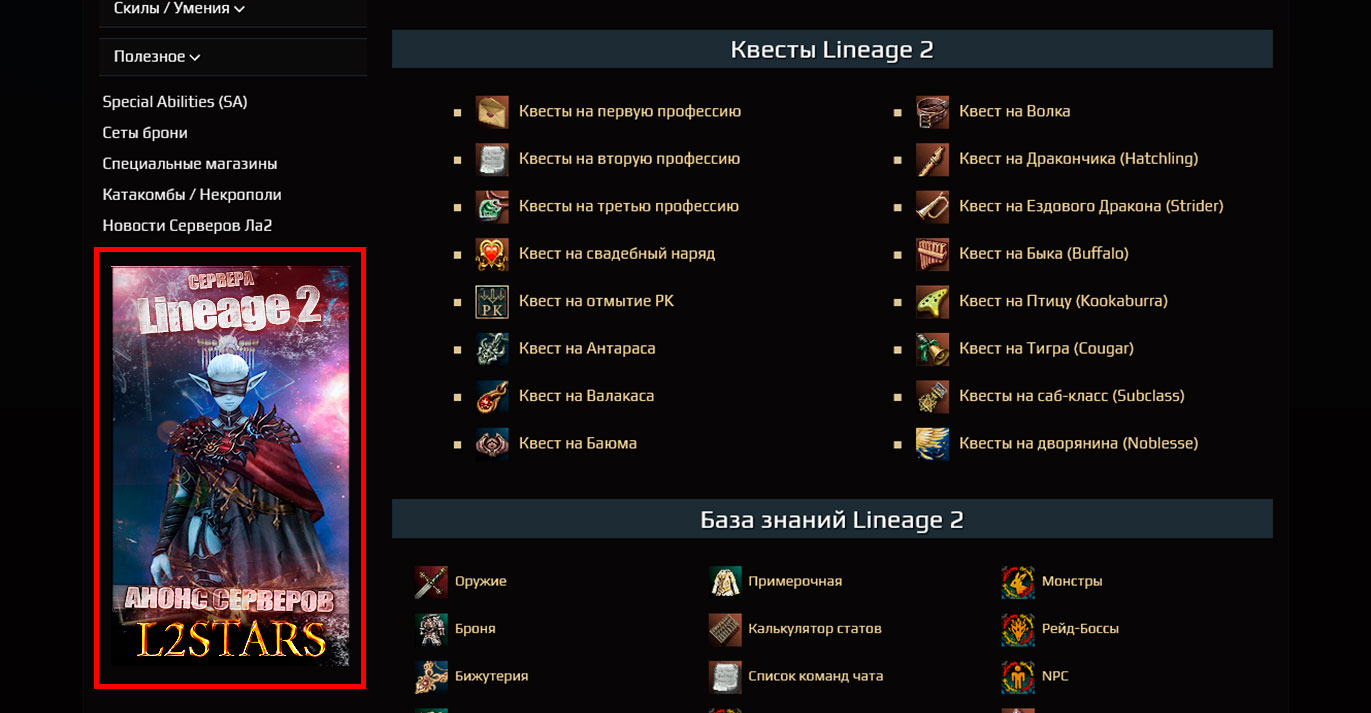 Скилы / Умения
Полезное
Special Abilities (SA)
Сеты брони
Специальные магазины
Катакомбы / Некрополи
Новости Серверов Ла2
СЕРВЕРА
Lineage 2
АНОНС СЕРВЕРОВ
L2STARS
Квесты Lineage 2
Квесты на первую профессию
Квесты на вторую профессию
Квесты на третью профессию
Квест на свадебный наряд
PK
Квест на отмытие PK
Квест на Антараса
Квест на Валакаса
Квест на Баюма
Квест на Волка
Квест на Дракончика (Hatchling)
Квест на Ездового Дракона (Strider)
Квест на Быка (Buffalo)
Квест на Птицу (Kookaburra)
Квест на Тигра (Cougar)
Квесты на саб-класс (Subclass)
Квесты на дворянина (Noblesse)
База знаний Lineage 2
Оружие
Броня
Бижутерия
Примерочная
Калькулятор статов
Список команд чата
Монстры
Рейд-Боссы
NPC